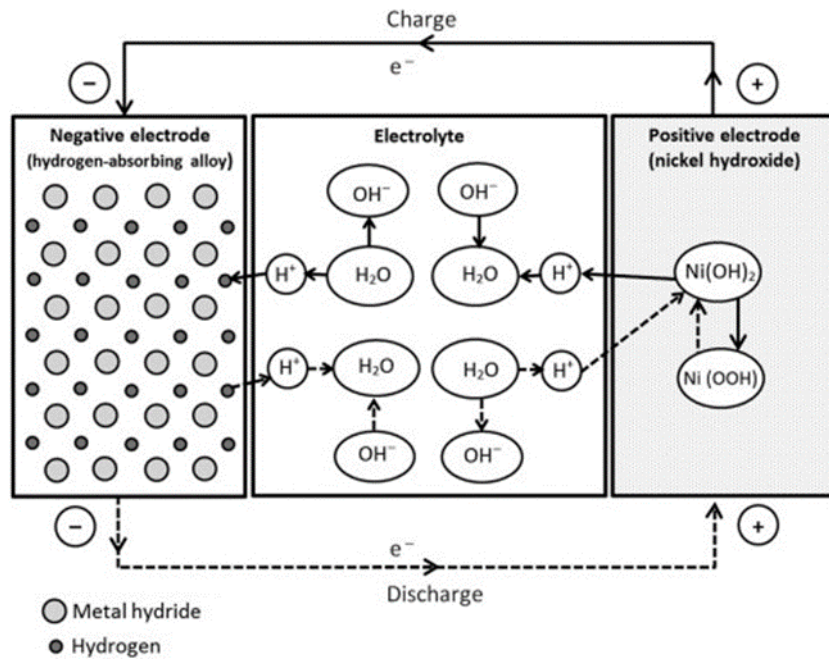 Charge
e⁻
−
+
Negative electrode
(hydrogen-absorbing alloy)
Electrolyte
Positive electrode
(nickel hydroxide)
OH⁻
OH⁻
H⁺
H₂O
H₂O
H⁺
Ni(OH)₂
H⁺
H₂O
H₂O
H⁺
Ni (OOH)
OH⁻
OH⁻
−
+
e⁻
Discharge
Metal hydride
Hydrogen